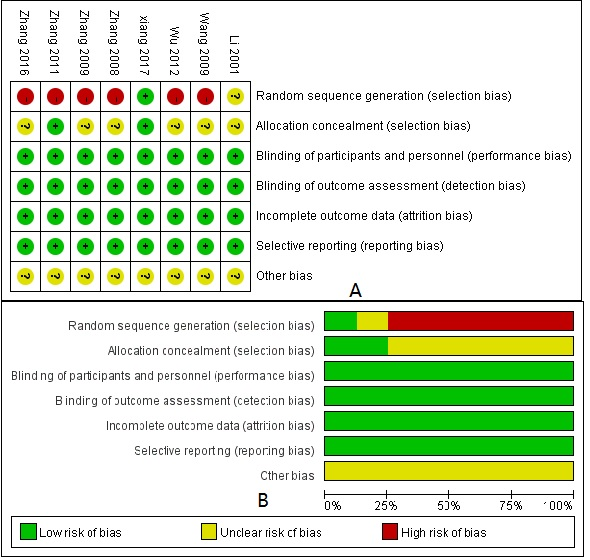 Zhang 2016
Zhang 2011
Zhang 2009
Zhang 2008
xiang 2017
Wu 2012
Wang 2009
Li 2001
– – – – + – – ? Random sequence generation (selection bias)
? + ? ? + ? ? ? Allocation concealment (selection bias)
+ + + + + + + + Blinding of participants and personnel (performance bias)
+ + + + + + + + Blinding of outcome assessment (detection bias)
+ + + + + + + + Incomplete outcome data (attrition bias)
+ + + + + + + + Selective reporting (reporting bias)
? ? ? ? ? ? ? ? Other bias
A
Random sequence generation (selection bias)
Allocation concealment (selection bias)
Blinding of participants and personnel (performance bias)
Blinding of outcome assessment (detection bias)
Incomplete outcome data (attrition bias)
Selective reporting (reporting bias)
Other bias
0% 25% 50% 75% 100%
B
Low risk of bias Unclear risk of bias High risk of bias